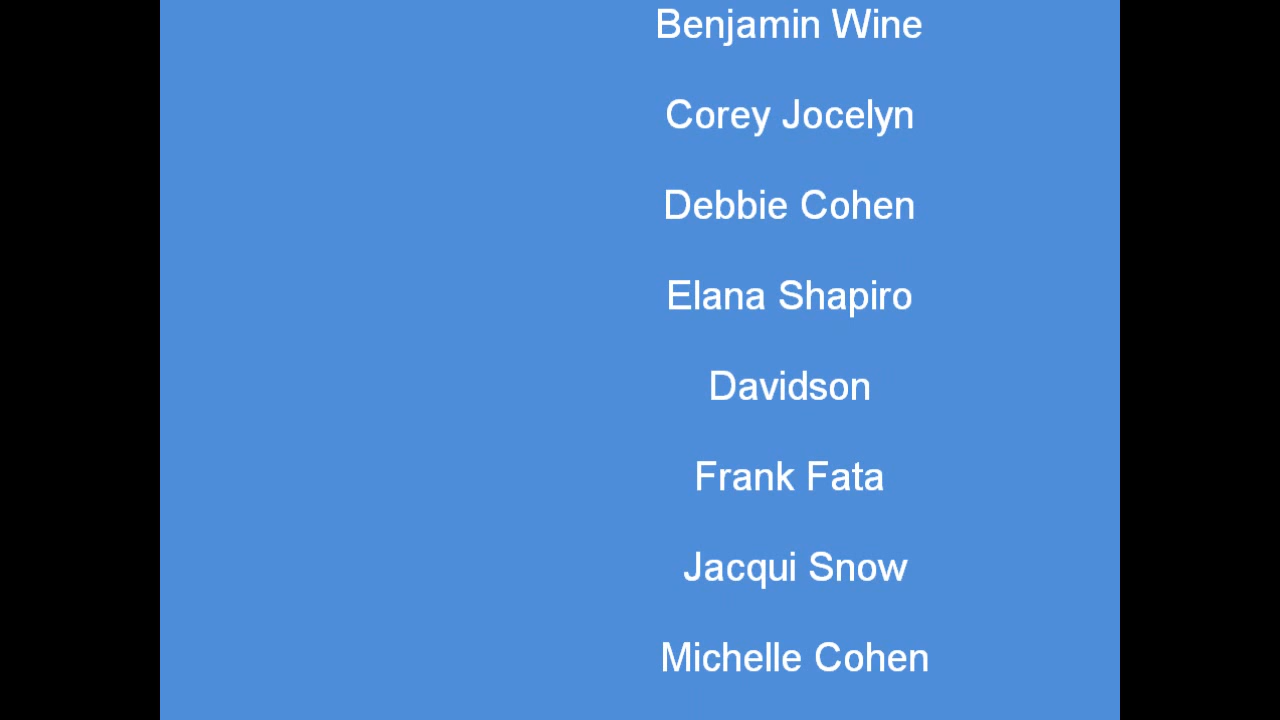 Benjamin Wine
Corey Jocelyn
Debbie Cohen
Elana Shapiro
Davidson
Frank Fata
Jacqui Snow
Michelle Cohen